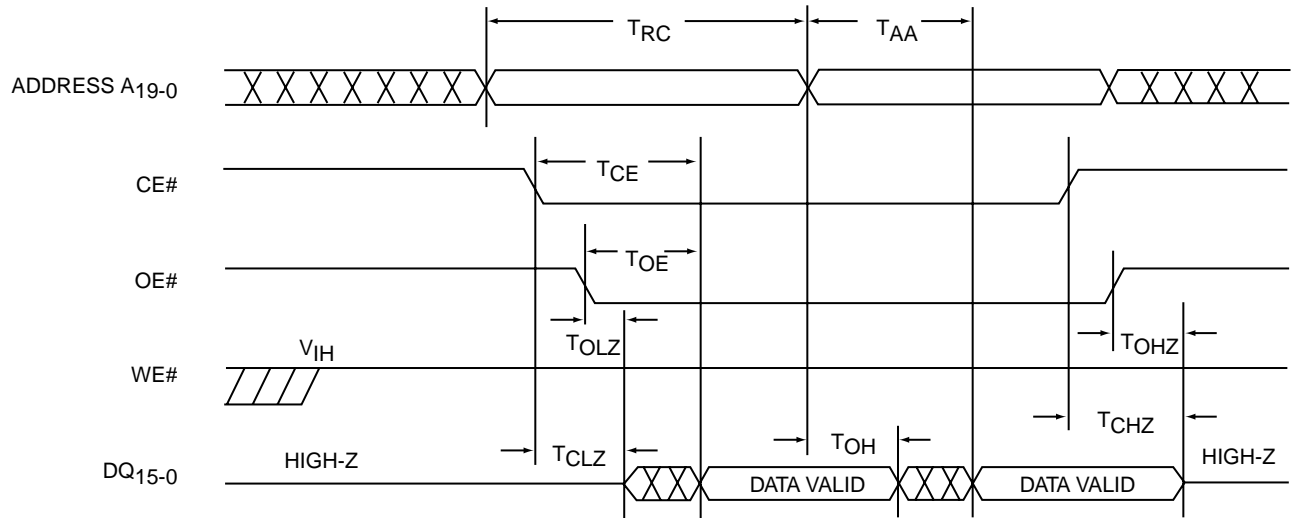 TRC
TAA
ADDRESS A19-0
TCE
CE#
TOE
OE#
TOLZ
TOHZ
VIH
WE#
TCHZ
TCLZ
TOH
HIGH-Z
HIGH-Z
DQ15-0
DATA VALID
DATA VALID